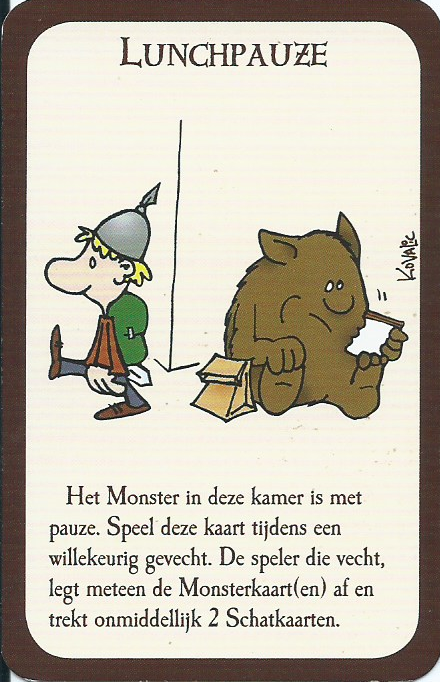 Lunchpauze
Kovalic
Het Monster in deze kamer is met
pauze. Speel deze kaart tijdens een
willekeurig gevecht. De speler die vecht,
legt meteen de Monsterkaart(en) af en
trekt onmiddellijk 2 Schatkaarten.